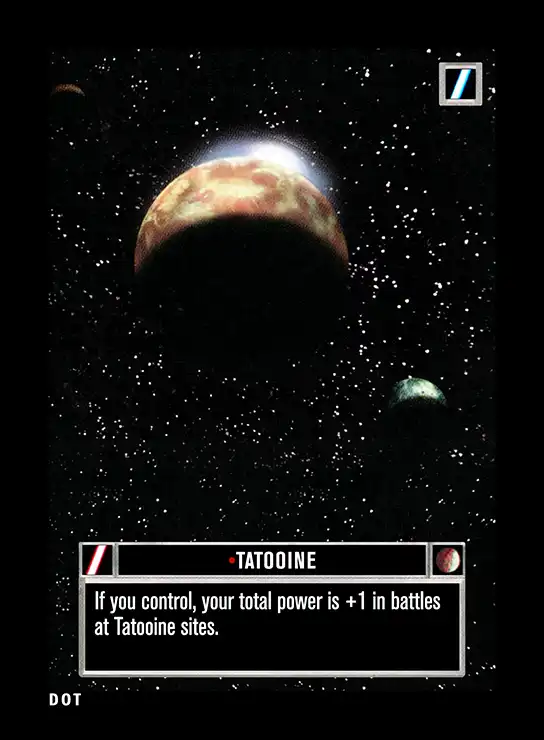 •TATOOINE
If you control, your total power is +1 in battles
at Tatooine sites.
DOT